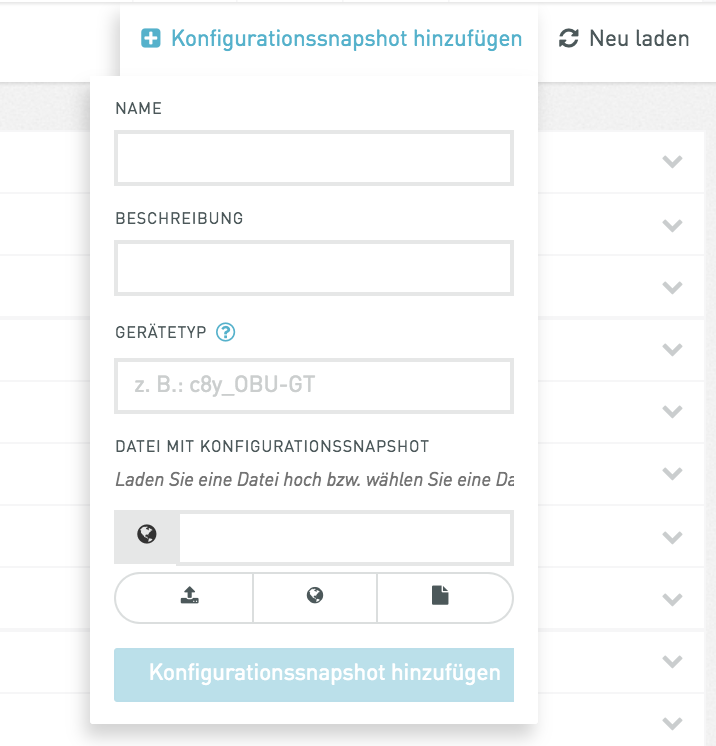 Konfigurationssnapshot hinzufügen Neu laden
NAME
BESCHREIBUNG
GERÄTETYP ?
z. B.: c8y_OBU-GT
DATEI MIT KONFIGURATIONSSNAPSHOT
Laden Sie eine Datei hoch bzw. wählen Sie eine Da
Konfigurationssnapshot hinzufügen